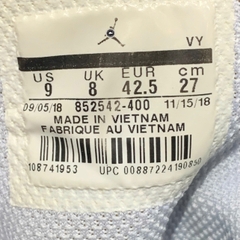 VY
US UK EUR cm
9 8 42.5 27
09/05/18 852542-400 11/15/18
MADE IN VIETNAM
FABRIQUE AU VIETNAM
108741953 UPC 00887224190850